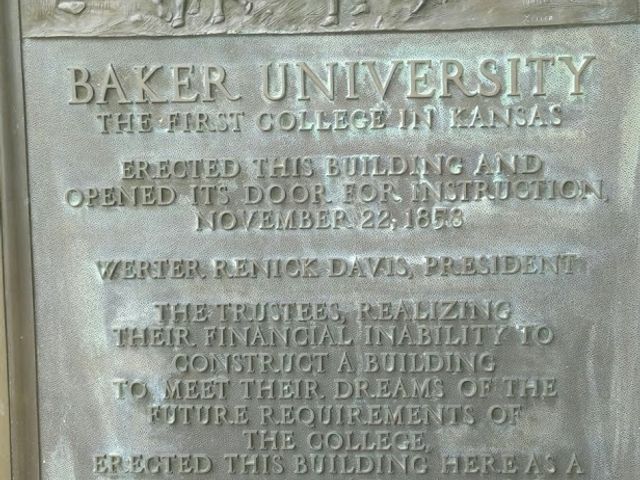 ZELLER
BAKER UNIVERSITY
THE FIRST COLLEGE IN KANSAS
ERECTED THIS BUILDING AND
OPENED ITS DOOR FOR INSTRUCTION,
NOVEMBER 22, 1858
WERTER RENICK DAVIS, PRESIDENT
THE TRUSTEES, REALIZING
THEIR FINANCIAL INABILITY TO
CONSTRUCT A BUILDING
TO MEET THEIR DREAMS OF THE
FUTURE REQUIREMENTS OF
THE COLLEGE,
ERECTED THIS BUILDING HERE AS A